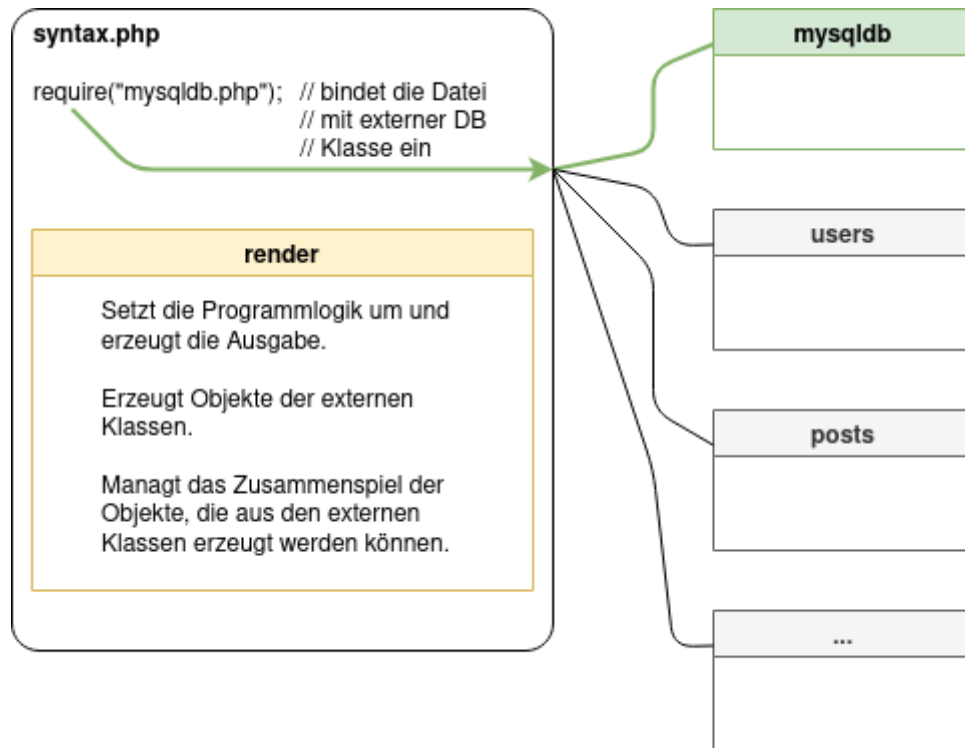 syntax.php
require("mysqldb.php"); // bindet die Datei
// mit externer DB
// Klasse ein
render
Setzt die Programmlogik um und
erzeugt die Ausgabe.
Erzeugt Objekte der externen
Klassen.
Managt das Zusammenspiel der
Objekte, die aus den externen
Klassen erzeugt werden können.
mysqldb
users
posts
...